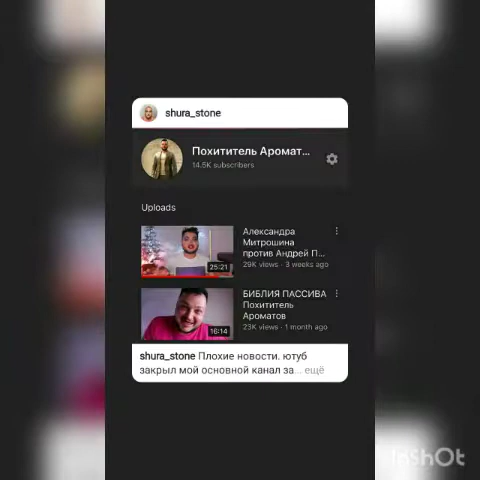 shura_stone
Похититель Аромат...
14.5K subscribers
Uploads
Александра
Митрошина
против Андрей П...
29K views · 3 weeks ago
25:21
БИБЛИЯ ПАССИВА
Похититель
Ароматов
23K views · 1 month ago
16:14
shura_stone Плохие новости. ютуб
закрыл мой основной канал за... ещё